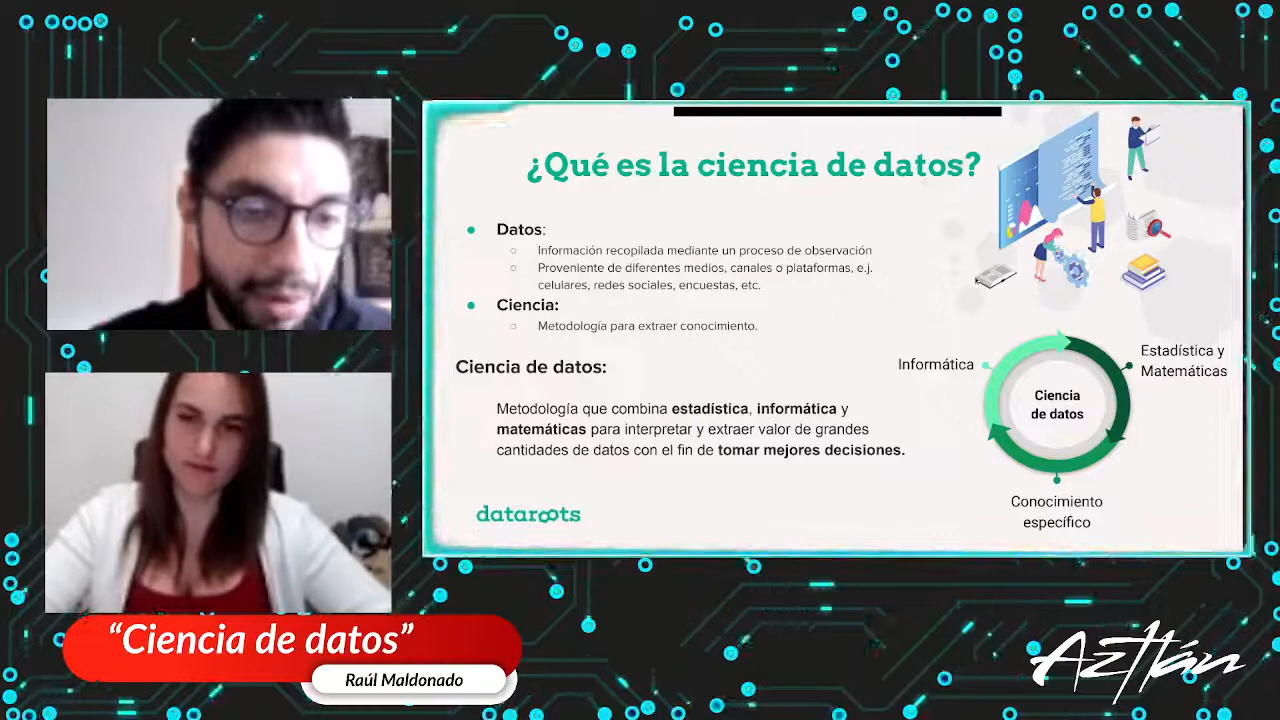 ¿Qué es la ciencia de datos?
Datos:
Información recopilada mediante un proceso de observación
Proveniente de diferentes medios, canales o plataformas, e.j.
celulares, redes sociales, encuestas, etc.
Ciencia:
Metodología para extraer conocimiento.
Ciencia de datos:
Metodología que combina estadística, informática y
matemáticas para interpretar y extraer valor de grandes
cantidades de datos con el fin de tomar mejores decisiones.
dataroots
Informática
Estadística y
Matemáticas
Ciencia
de datos
Conocimiento
específico
“Ciencia de datos”
Raúl Maldonado
Aztlán